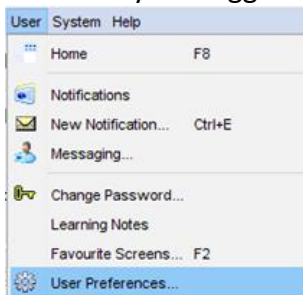 User System Help
Home F8
Notifications
New Notification... Ctrl+E
Messaging...
Change Password...
Learning Notes
Favourite Screens... F2
User Preferences...